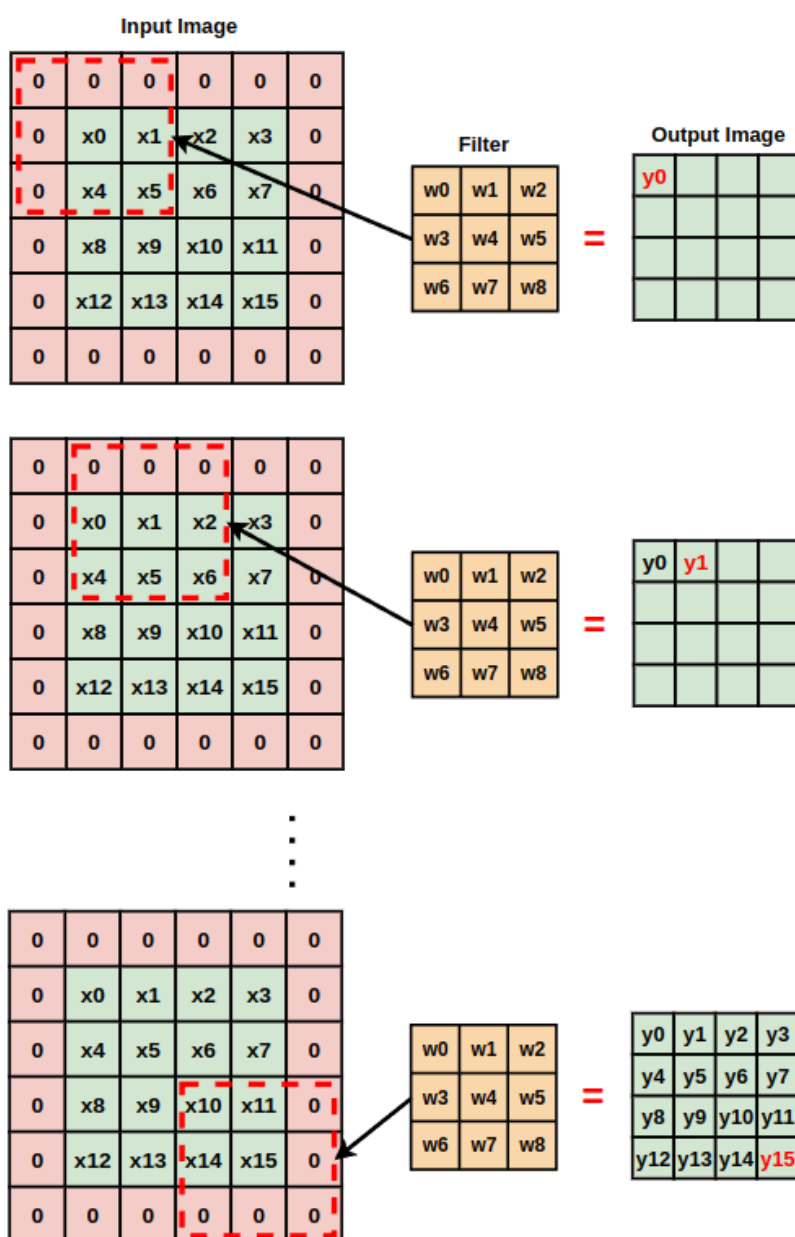 Input Image
0 0 0 0 0 0
0 x0 x1 x2 x3 0
0 x4 x5 x6 x7 0
0 x8 x9 x10 x11 0
0 x12 x13 x14 x15 0
0 0 0 0 0 0
Filter
w0 w1 w2
w3 w4 w5
w6 w7 w8
=
Output Image
y0
0 0 0 0 0 0
0 x0 x1 x2 x3 0
0 x4 x5 x6 x7 0
0 x8 x9 x10 x11 0
0 x12 x13 x14 x15 0
0 0 0 0 0 0
w0 w1 w2
w3 w4 w5
w6 w7 w8
=
y0 y1
0 0 0 0 0 0
0 x0 x1 x2 x3 0
0 x4 x5 x6 x7 0
0 x8 x9 x10 x11 0
0 x12 x13 x14 x15 0
0 0 0 0 0 0
w0 w1 w2
w3 w4 w5
w6 w7 w8
=
y0 y1 y2 y3
y4 y5 y6 y7
y8 y9 y10 y11
y12 y13 y14 y15